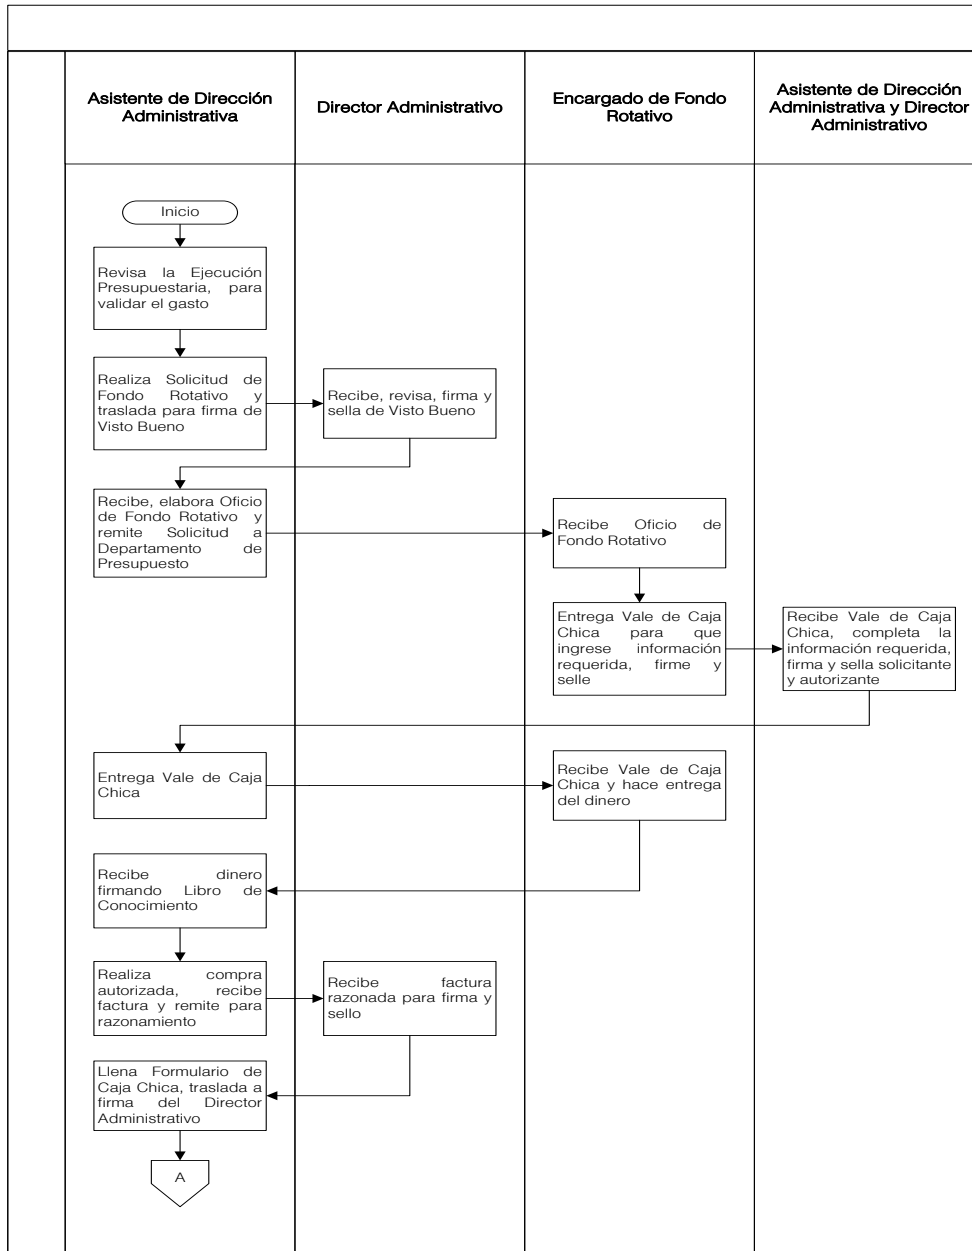 Asistente de Dirección
Administrativa
Director Administrativo
Encargado de Fondo
Rotativo
Asistente de Dirección
Administrativa y Director
Administrativo
Inicio
Revisa la Ejecución
Presupuestaria, para
validar el gasto
Realiza Solicitud de
Fondo Rotativo y
traslada para firma de
Visto Bueno
Recibe, revisa, firma y
sella de Visto Bueno
Recibe, elabora Oficio
de Fondo Rotativo y
remite Solicitud a
Departamento de
Presupuesto
Recibe Oficio de
Fondo Rotativo
Entrega Vale de Caja
Chica para que
ingrese información
requerida, firme y
selle
Recibe Vale de Caja
Chica, completa la
información requerida,
firma y sella solicitante
y autorizante
Entrega Vale de Caja
Chica
Recibe Vale de Caja
Chica y hace entrega
del dinero
Recibe dinero
firmando Libro de
Conocimiento
Realiza compra
autorizada, recibe
factura y remite para
razonamiento
Recibe factura
razonada para firma y
sello
Llena Formulario de
Caja Chica, traslada a
firma del Director
Administrativo
A